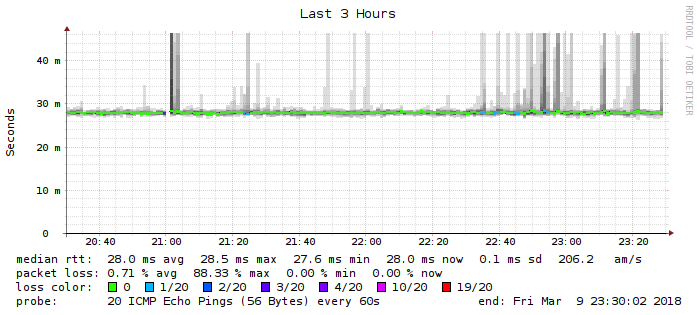 Last 3 Hours
RRDTOOL / TOBI OETIKER
Seconds
40 m
30 m
20 m
10 m
0
20:40 21:00 21:20 21:40 22:00 22:20 22:40 23:00 23:20
median rtt: 28.0 ms avg 28.5 ms max 27.6 ms min 28.0 ms now 0.1 ms sd 206.2 am/s
packet loss: 0.71 % avg 88.33 % max 0.00 % min 0.00 % now
loss color: 0 1/20 2/20 3/20 4/20 10/20 19/20
probe: 20 ICMP Echo Pings (56 Bytes) every 60s end: Fri Mar 9 23:30:02 2018